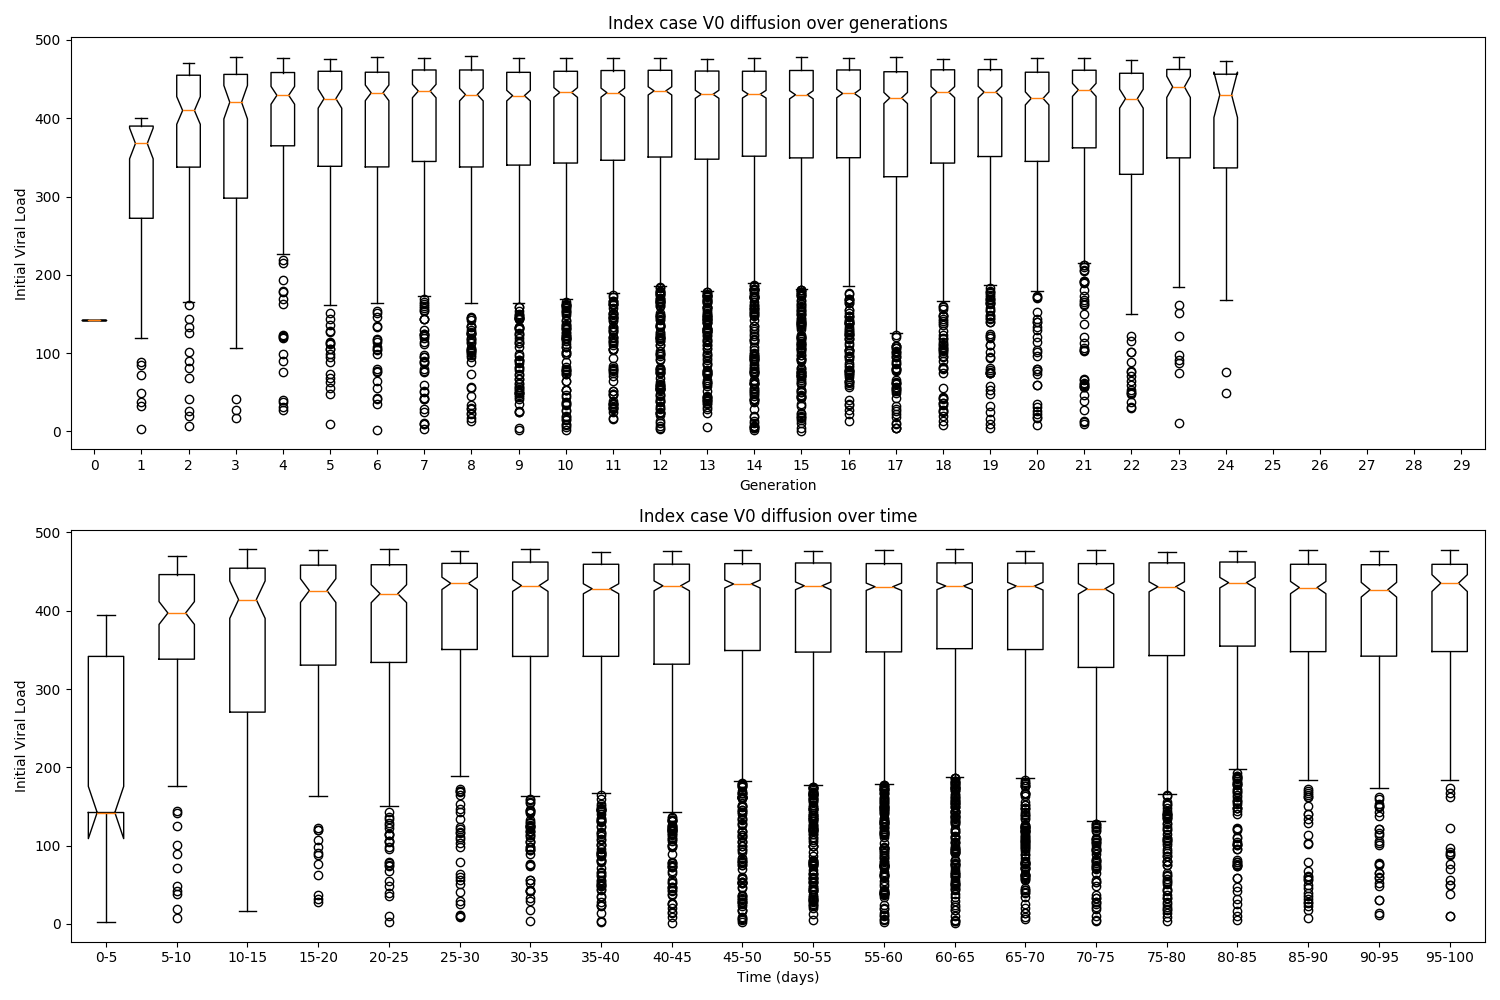 Index case V0 diffusion over generations
500
400
300
200
100
0
Initial Viral Load
0 1 2 3 4 5 6 7 8 9 10 11 12 13 14 15 16 17 18 19 20 21 22 23 24 25 26 27 28 29
Generation
Index case V0 diffusion over time
500
400
300
200
100
0
Initial Viral Load
0-5 5-10 10-15 15-20 20-25 25-30 30-35 35-40 40-45 45-50 50-55 55-60 60-65 65-70 70-75 75-80 80-85 85-90 90-95 95-100
Time (days)